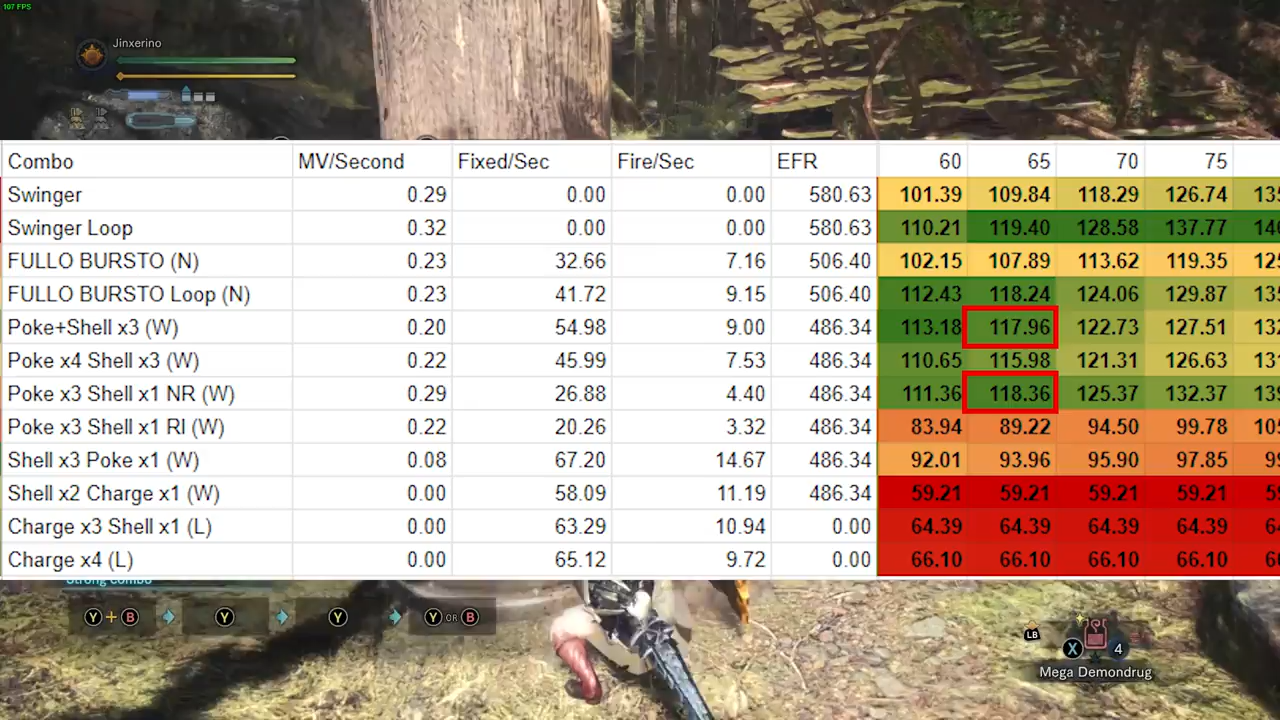 107 FPS
Jinxerino
Combo MV/Second Fixed/Sec Fire/Sec EFR 60 65 70 75
Swinger 0.29 0.00 0.00 580.63 101.39 109.84 118.29 126.74 135
Swinger Loop 0.32 0.00 0.00 580.63 110.21 119.40 128.58 137.77 146
FULLO BURSTO (N) 0.23 32.66 7.16 506.40 102.15 107.89 113.62 119.35 125
FULLO BURSTO Loop (N) 0.23 41.72 9.15 506.40 112.43 118.24 124.06 129.87 135
Poke+Shell x3 (W) 0.20 54.98 9.00 486.34 113.18 117.96 122.73 127.51 132
Poke x4 Shell x3 (W) 0.22 45.99 7.53 486.34 110.65 115.98 121.31 126.63 131
Poke x3 Shell x1 NR (W) 0.29 26.88 4.40 486.34 111.36 118.36 125.37 132.37 139
Poke x3 Shell x1 RI (W) 0.22 20.26 3.32 486.34 83.94 89.22 94.50 99.78 105
Shell x3 Poke x1 (W) 0.08 67.20 14.67 486.34 92.01 93.96 95.90 97.85 99
Shell x2 Charge x1 (W) 0.00 58.09 11.19 486.34 59.21 59.21 59.21 59.21 59
Charge x3 Shell x1 (L) 0.00 63.29 10.94 0.00 64.39 64.39 64.39 64.39 64
Charge x4 (L) 0.00 65.12 9.72 0.00 66.10 66.10 66.10 66.10 66
Strong Combo
Y + B Y Y Y OR B
LB
X 4
Mega Demondrug